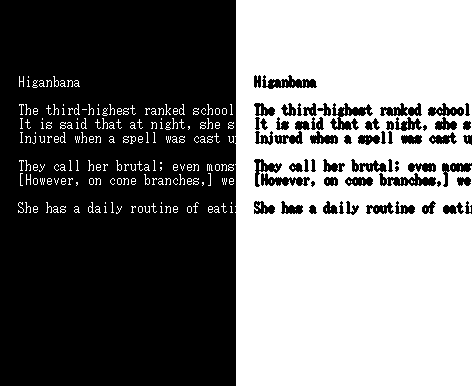 Higanbana
The third-highest ranked school
It is said that at night, she s
Injured when a spell was cast u
They call her brutal; even mons
[However, on cone branches,] we
She has a daily routine of eati
Higanbana
The third-highest ranked school
It is said that at night, she s
Injured when a spell was cast up
They call her brutal; even mons
[However, on cone branches,] we
She has a daily routine of eatin